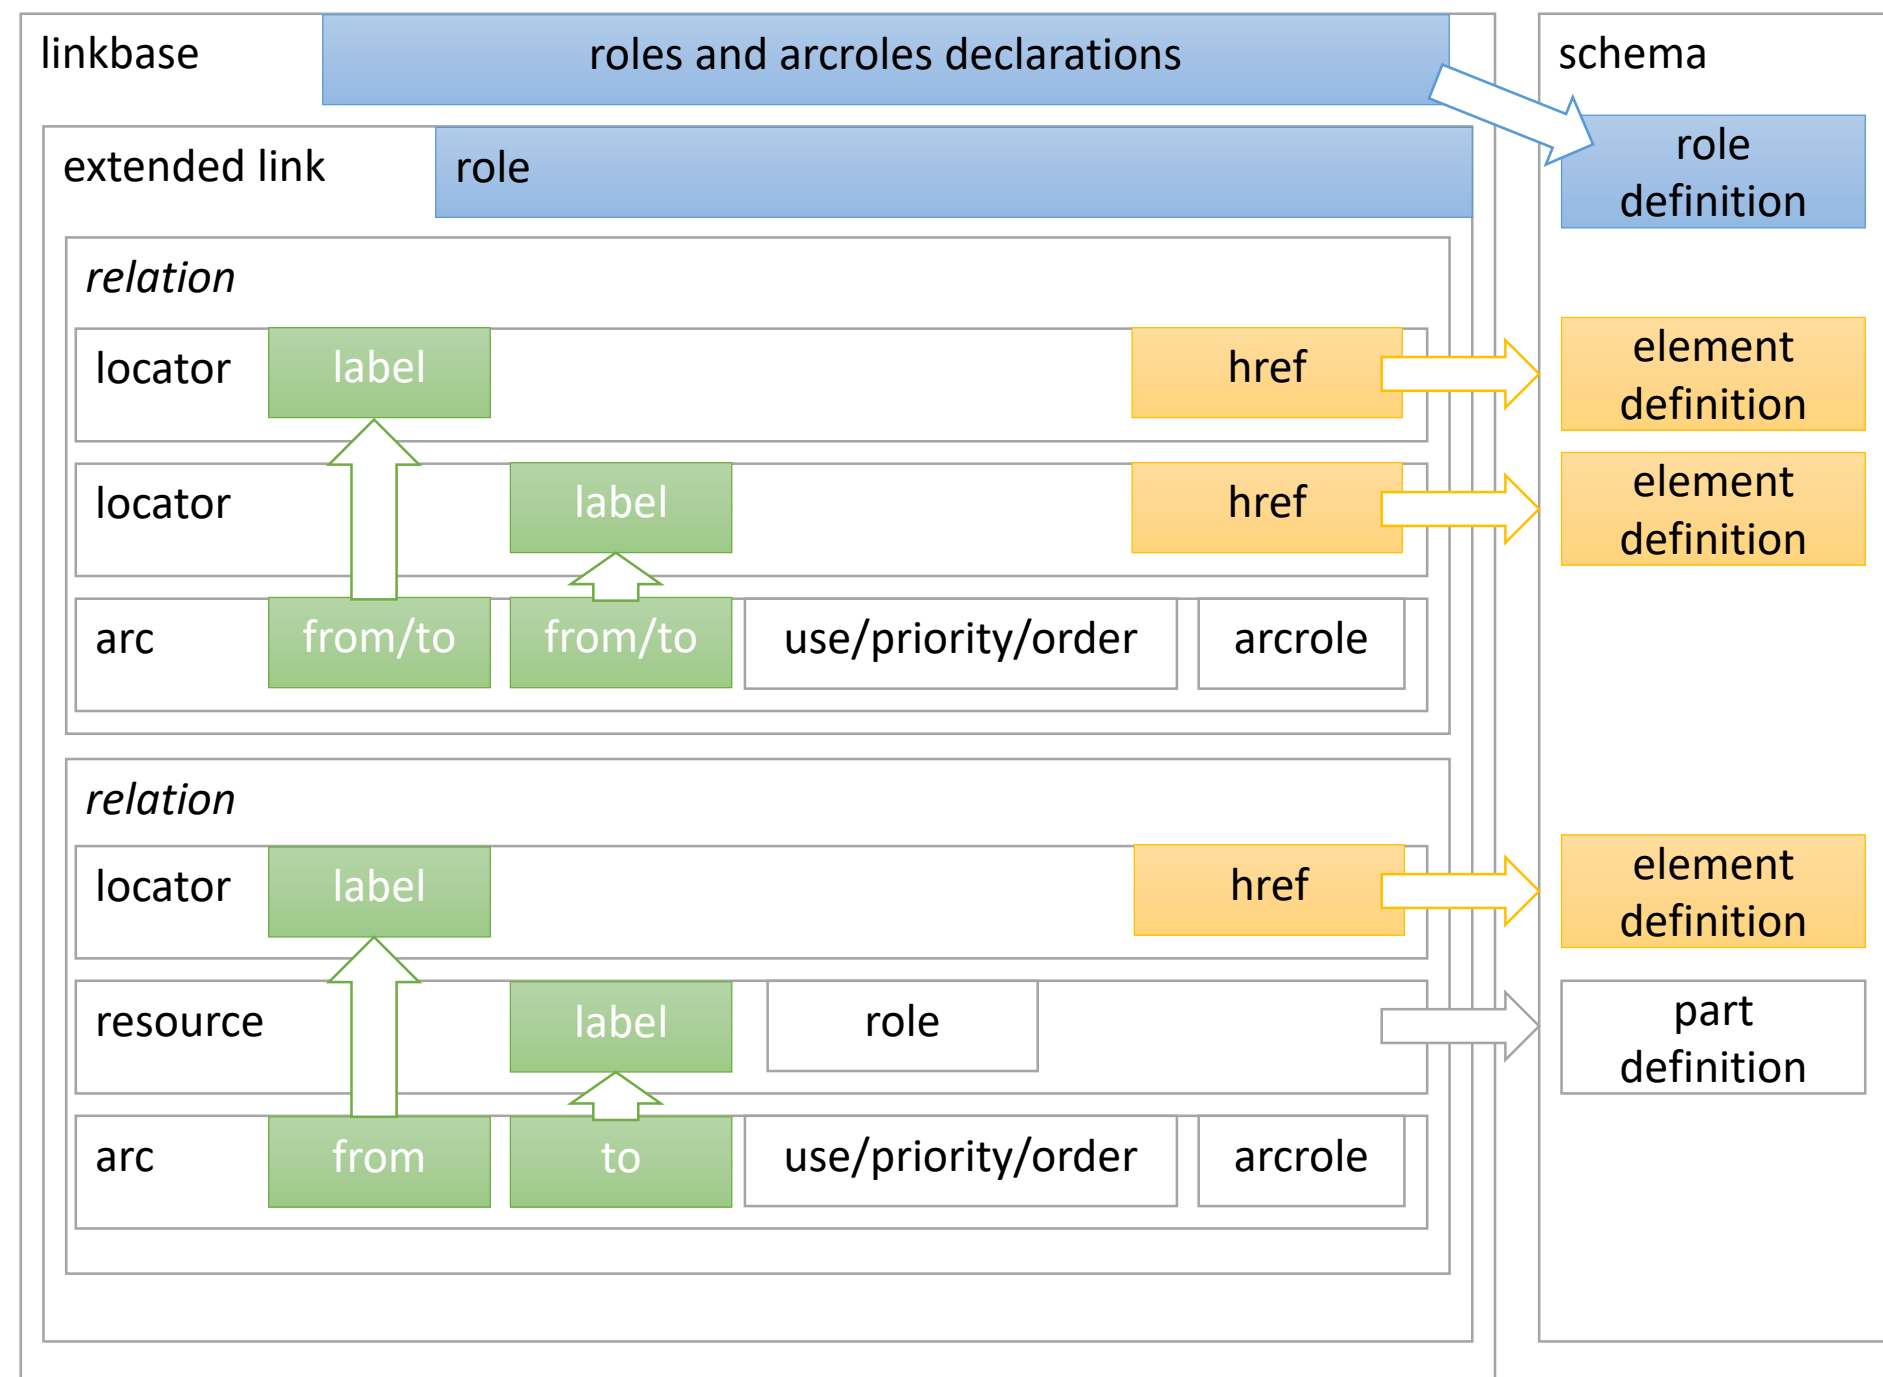 linkbase
roles and arcroles declarations
schema
extended link
role
role
definition
relation
locator
label
href
element
definition
locator
label
href
element
definition
arc
from/to
from/to
use/priority/order
arcrole
relation
locator
label
href
element
definition
resource
label
role
part
definition
arc
from
to
use/priority/order
arcrole